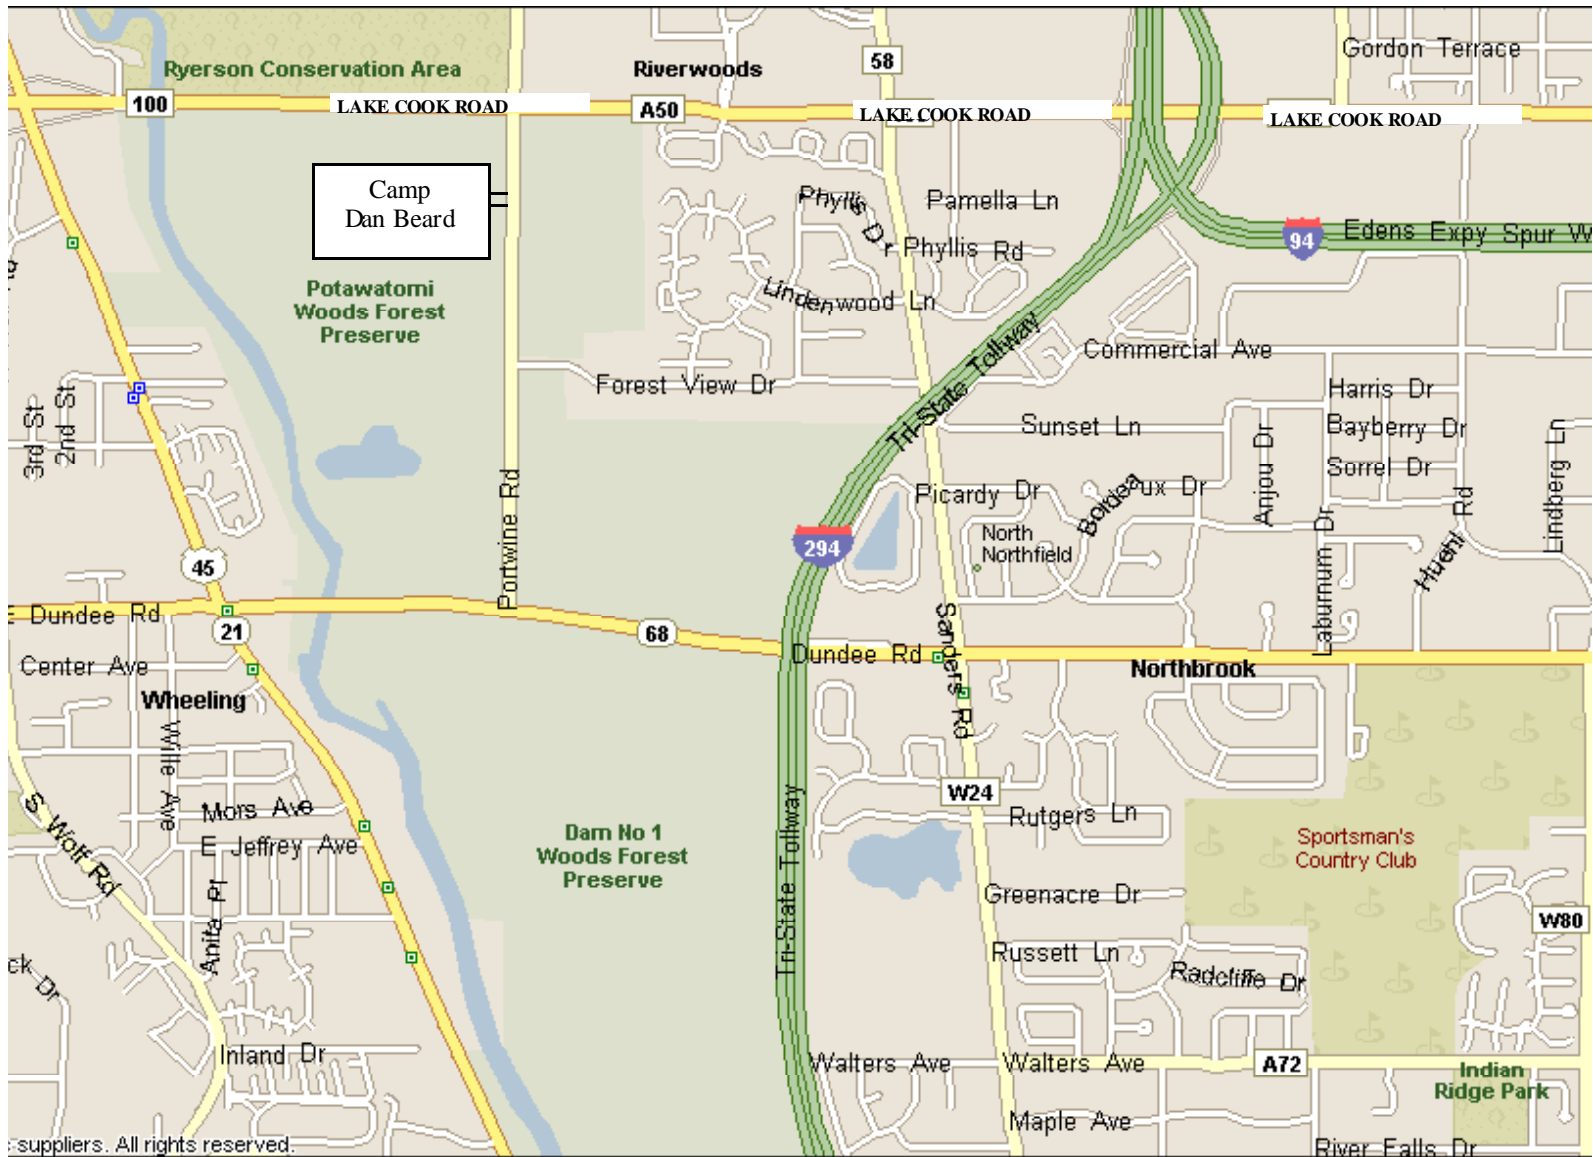 Gordon Terrace
58
Ryerson Conservation Area
Riverwoods
100
LAKE COOK ROAD
A50
LAKE COOK ROAD
LAKE COOK ROAD
Camp
Dan Beard
Phyllis Dr
Pamella Ln
Phyllis Rd
94
Edens Expy Spur W
Potawatomi
Woods Forest
Preserve
Lindenwood Ln
Tri-State Tollway
Commercial Ave
Forest View Dr
Harris Dr
3rd St
2nd St
Sunset Ln
Anjou Dr
Bayberry Dr
Lindberg Ln
Sorrel Dr
Portwine Rd
Picardy Dr
Bordeaux Dr
Huehl Rd
North
Northfield
294
Laburnum Dr
45
E Dundee Rd
21
68
Sanders Rd
Dundee Rd
Center Ave
Northbrook
Wheeling
Wille Ave
W24
Mors Ave
Rutgers Ln
S Wolf Rd
E Jeffrey Ave
Dam No 1
Woods Forest
Preserve
Tri-State Tollway
Sportsman's
Country Club
Greenacre Dr
Anita Pl
W80
Russett Ln
Radcliffe Dr
ck Dr
Inland Dr
Walters Ave
Walters Ave
A72
Indian
Ridge Park
Maple Ave
suppliers. All rights reserved.
River Falls Dr